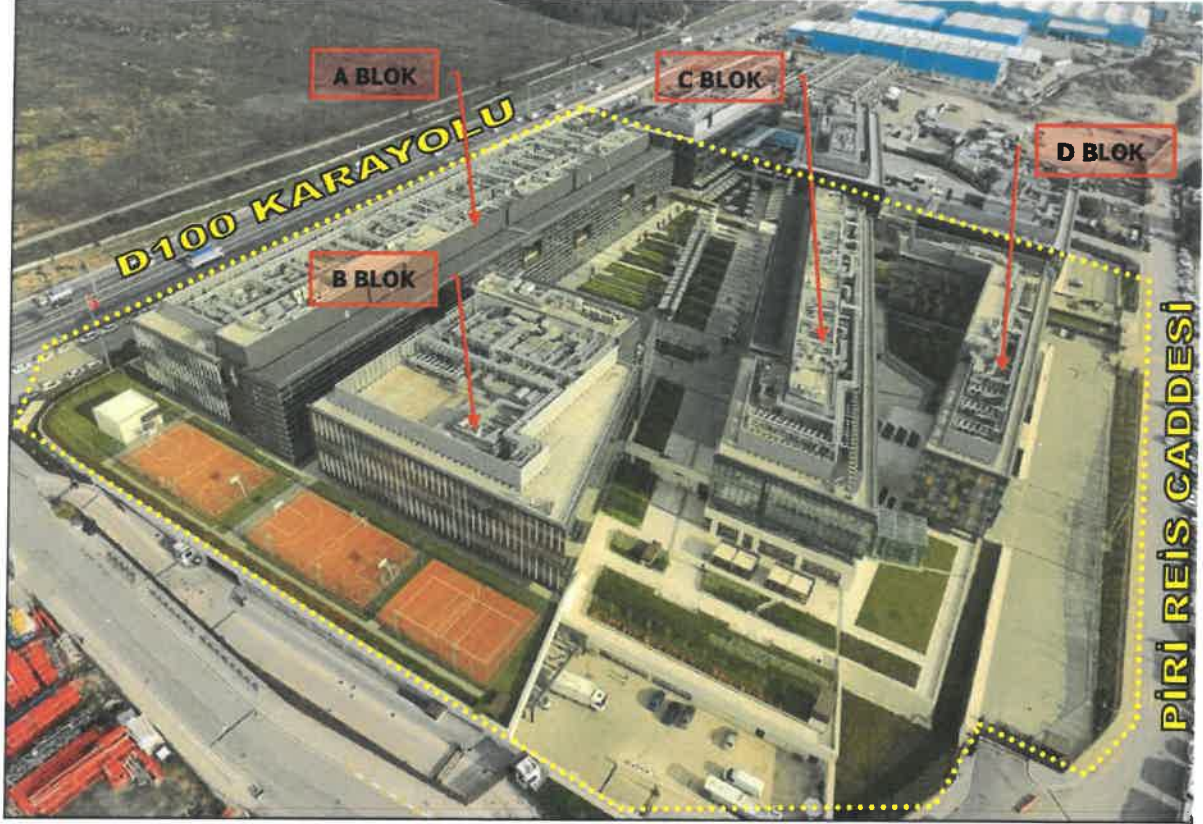 A BLOK
C BLOK
D BLOK
D100 KARAYOLU
B BLOK
PİRİ REİS CADDESİ